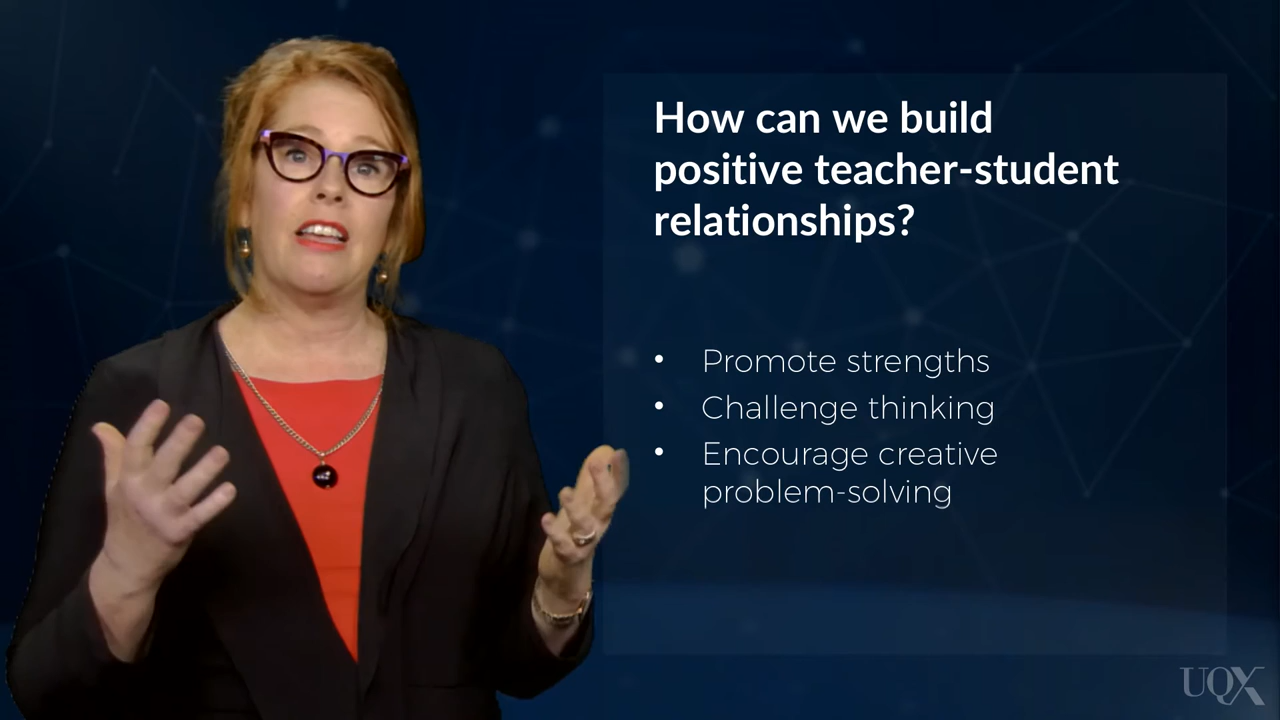 How can we build
positive teacher-student
relationships?
• Promote strengths
• Challenge thinking
• Encourage creative
problem-solving
UQX